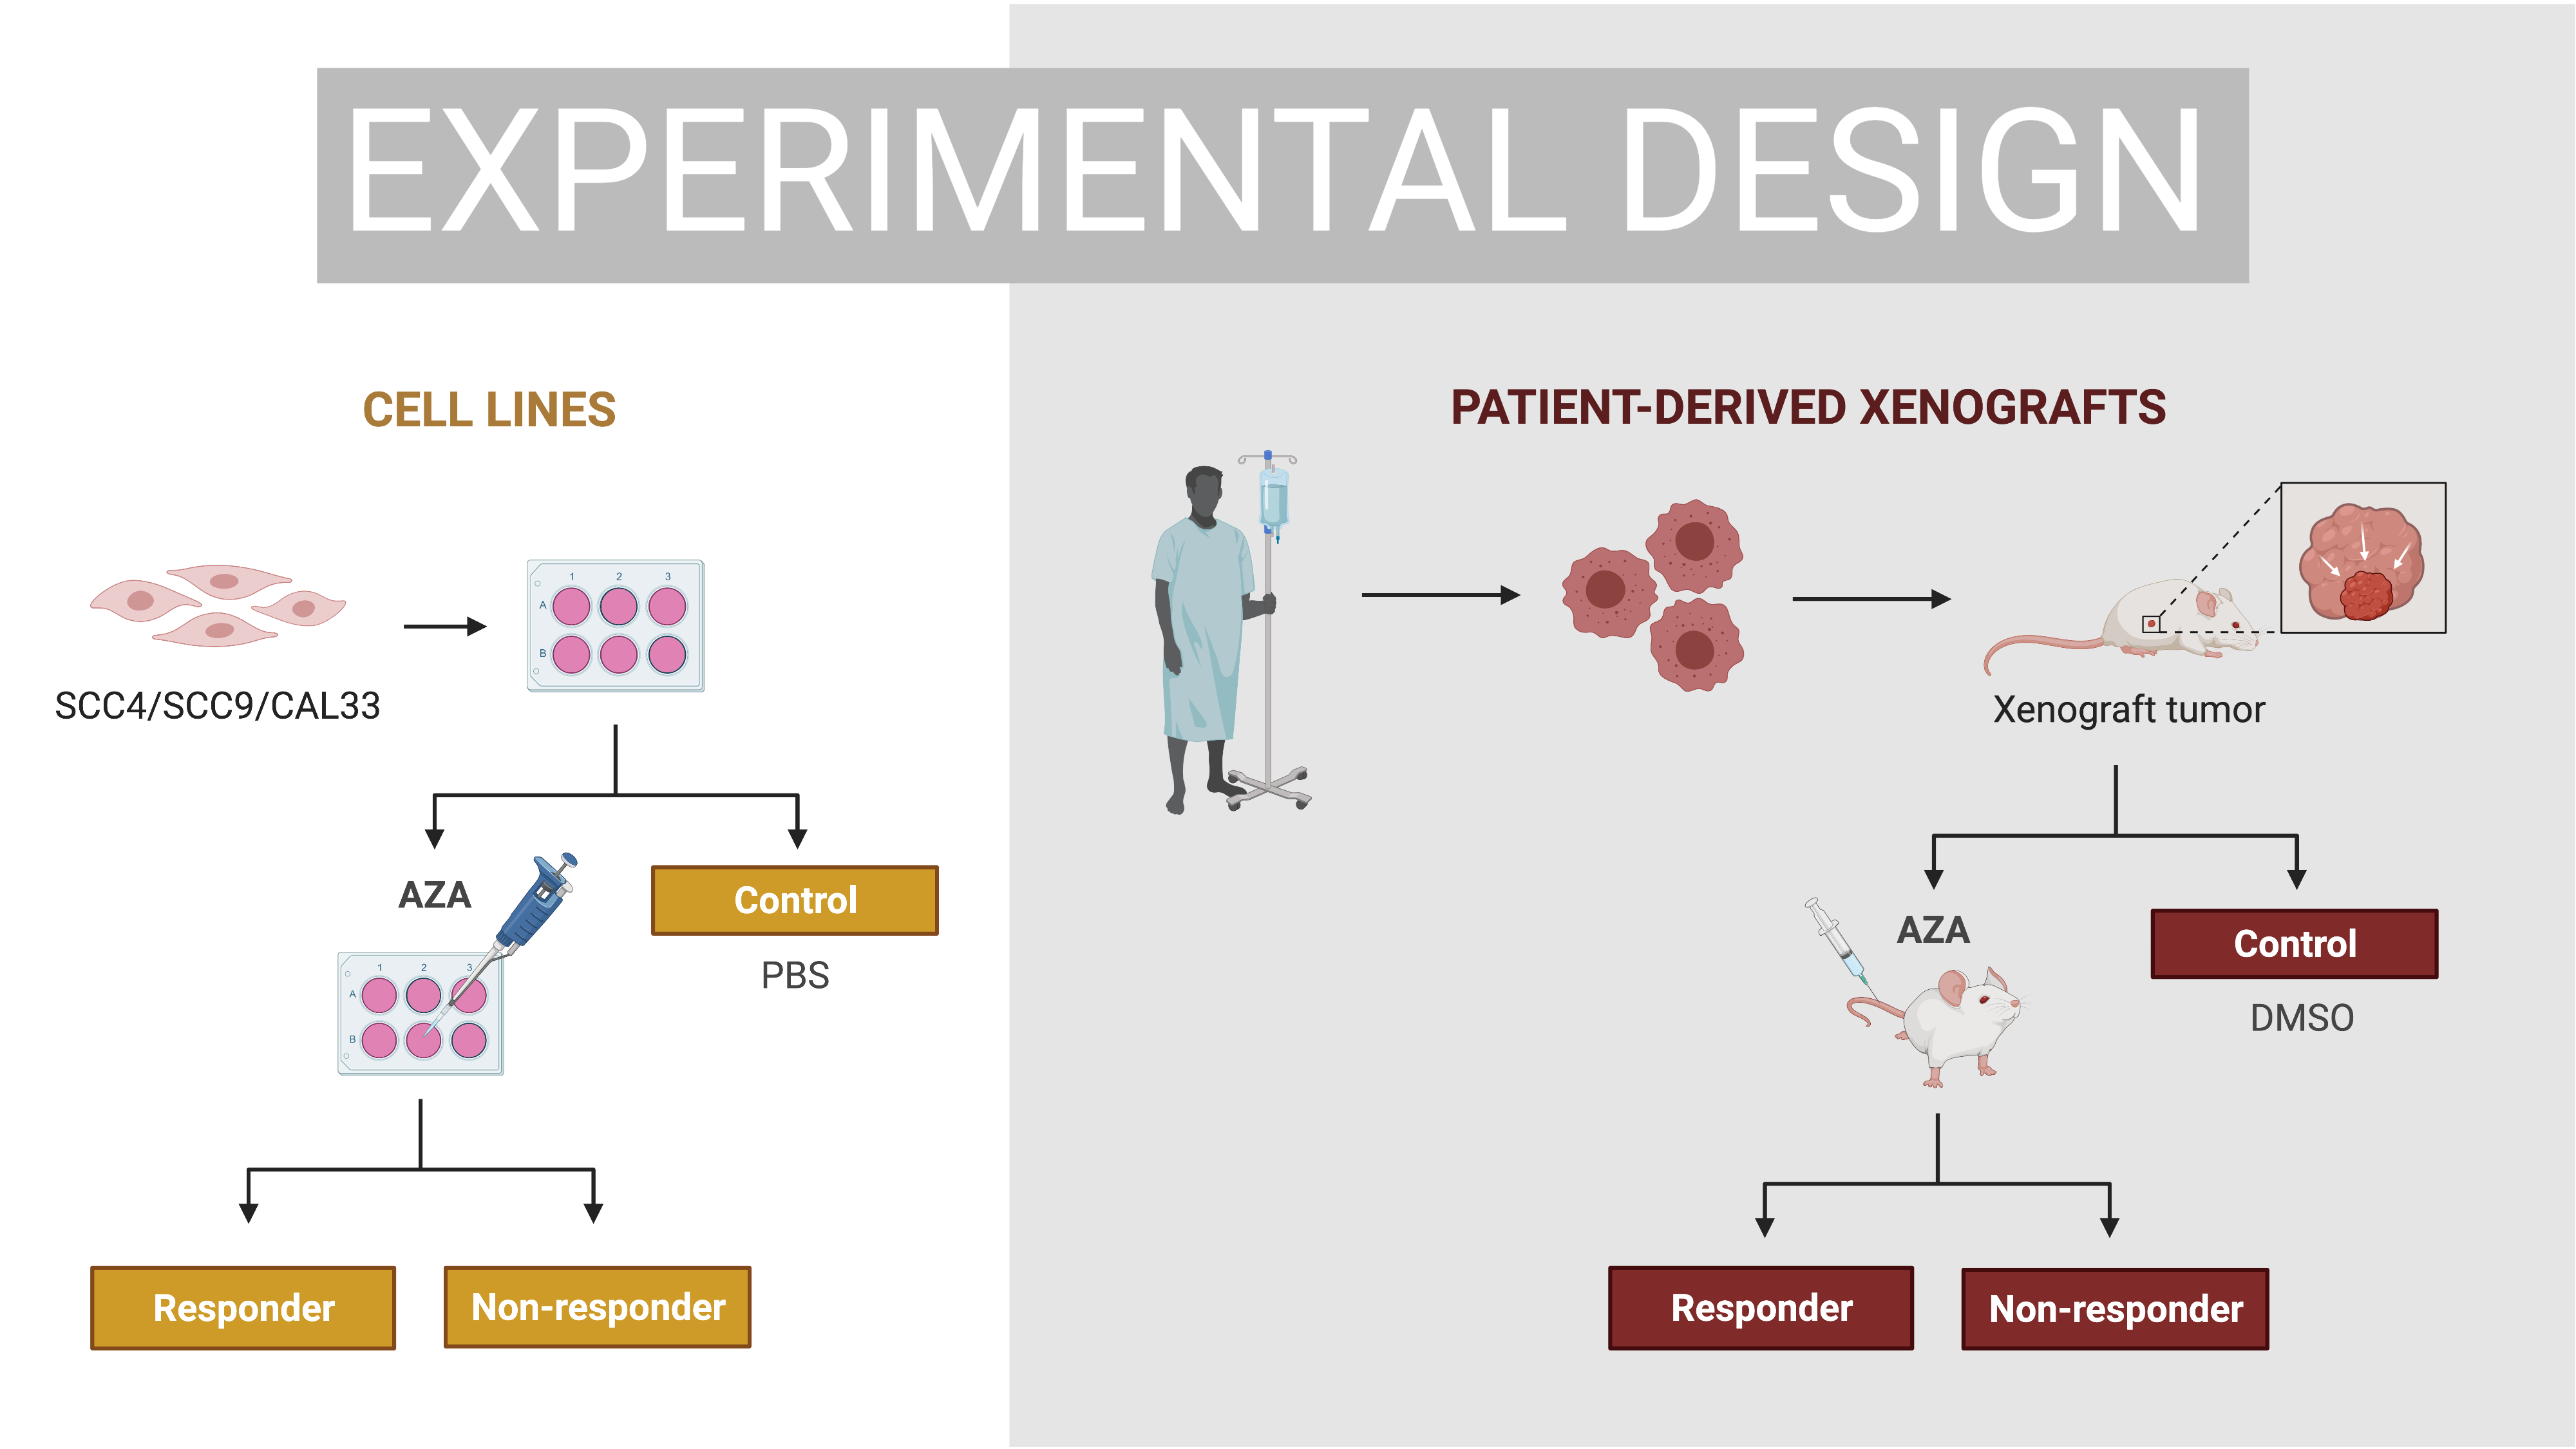 EXPERIMENTAL DESIGN
CELL LINES
SCC4/SCC9/CAL33
1 2 3
A
B
AZA
Control
PBS
1 2 3
A
B
Responder
Non-responder
PATIENT-DERIVED XENOGRAFTS
Xenograft tumor
AZA
Control
DMSO
Responder
Non-responder